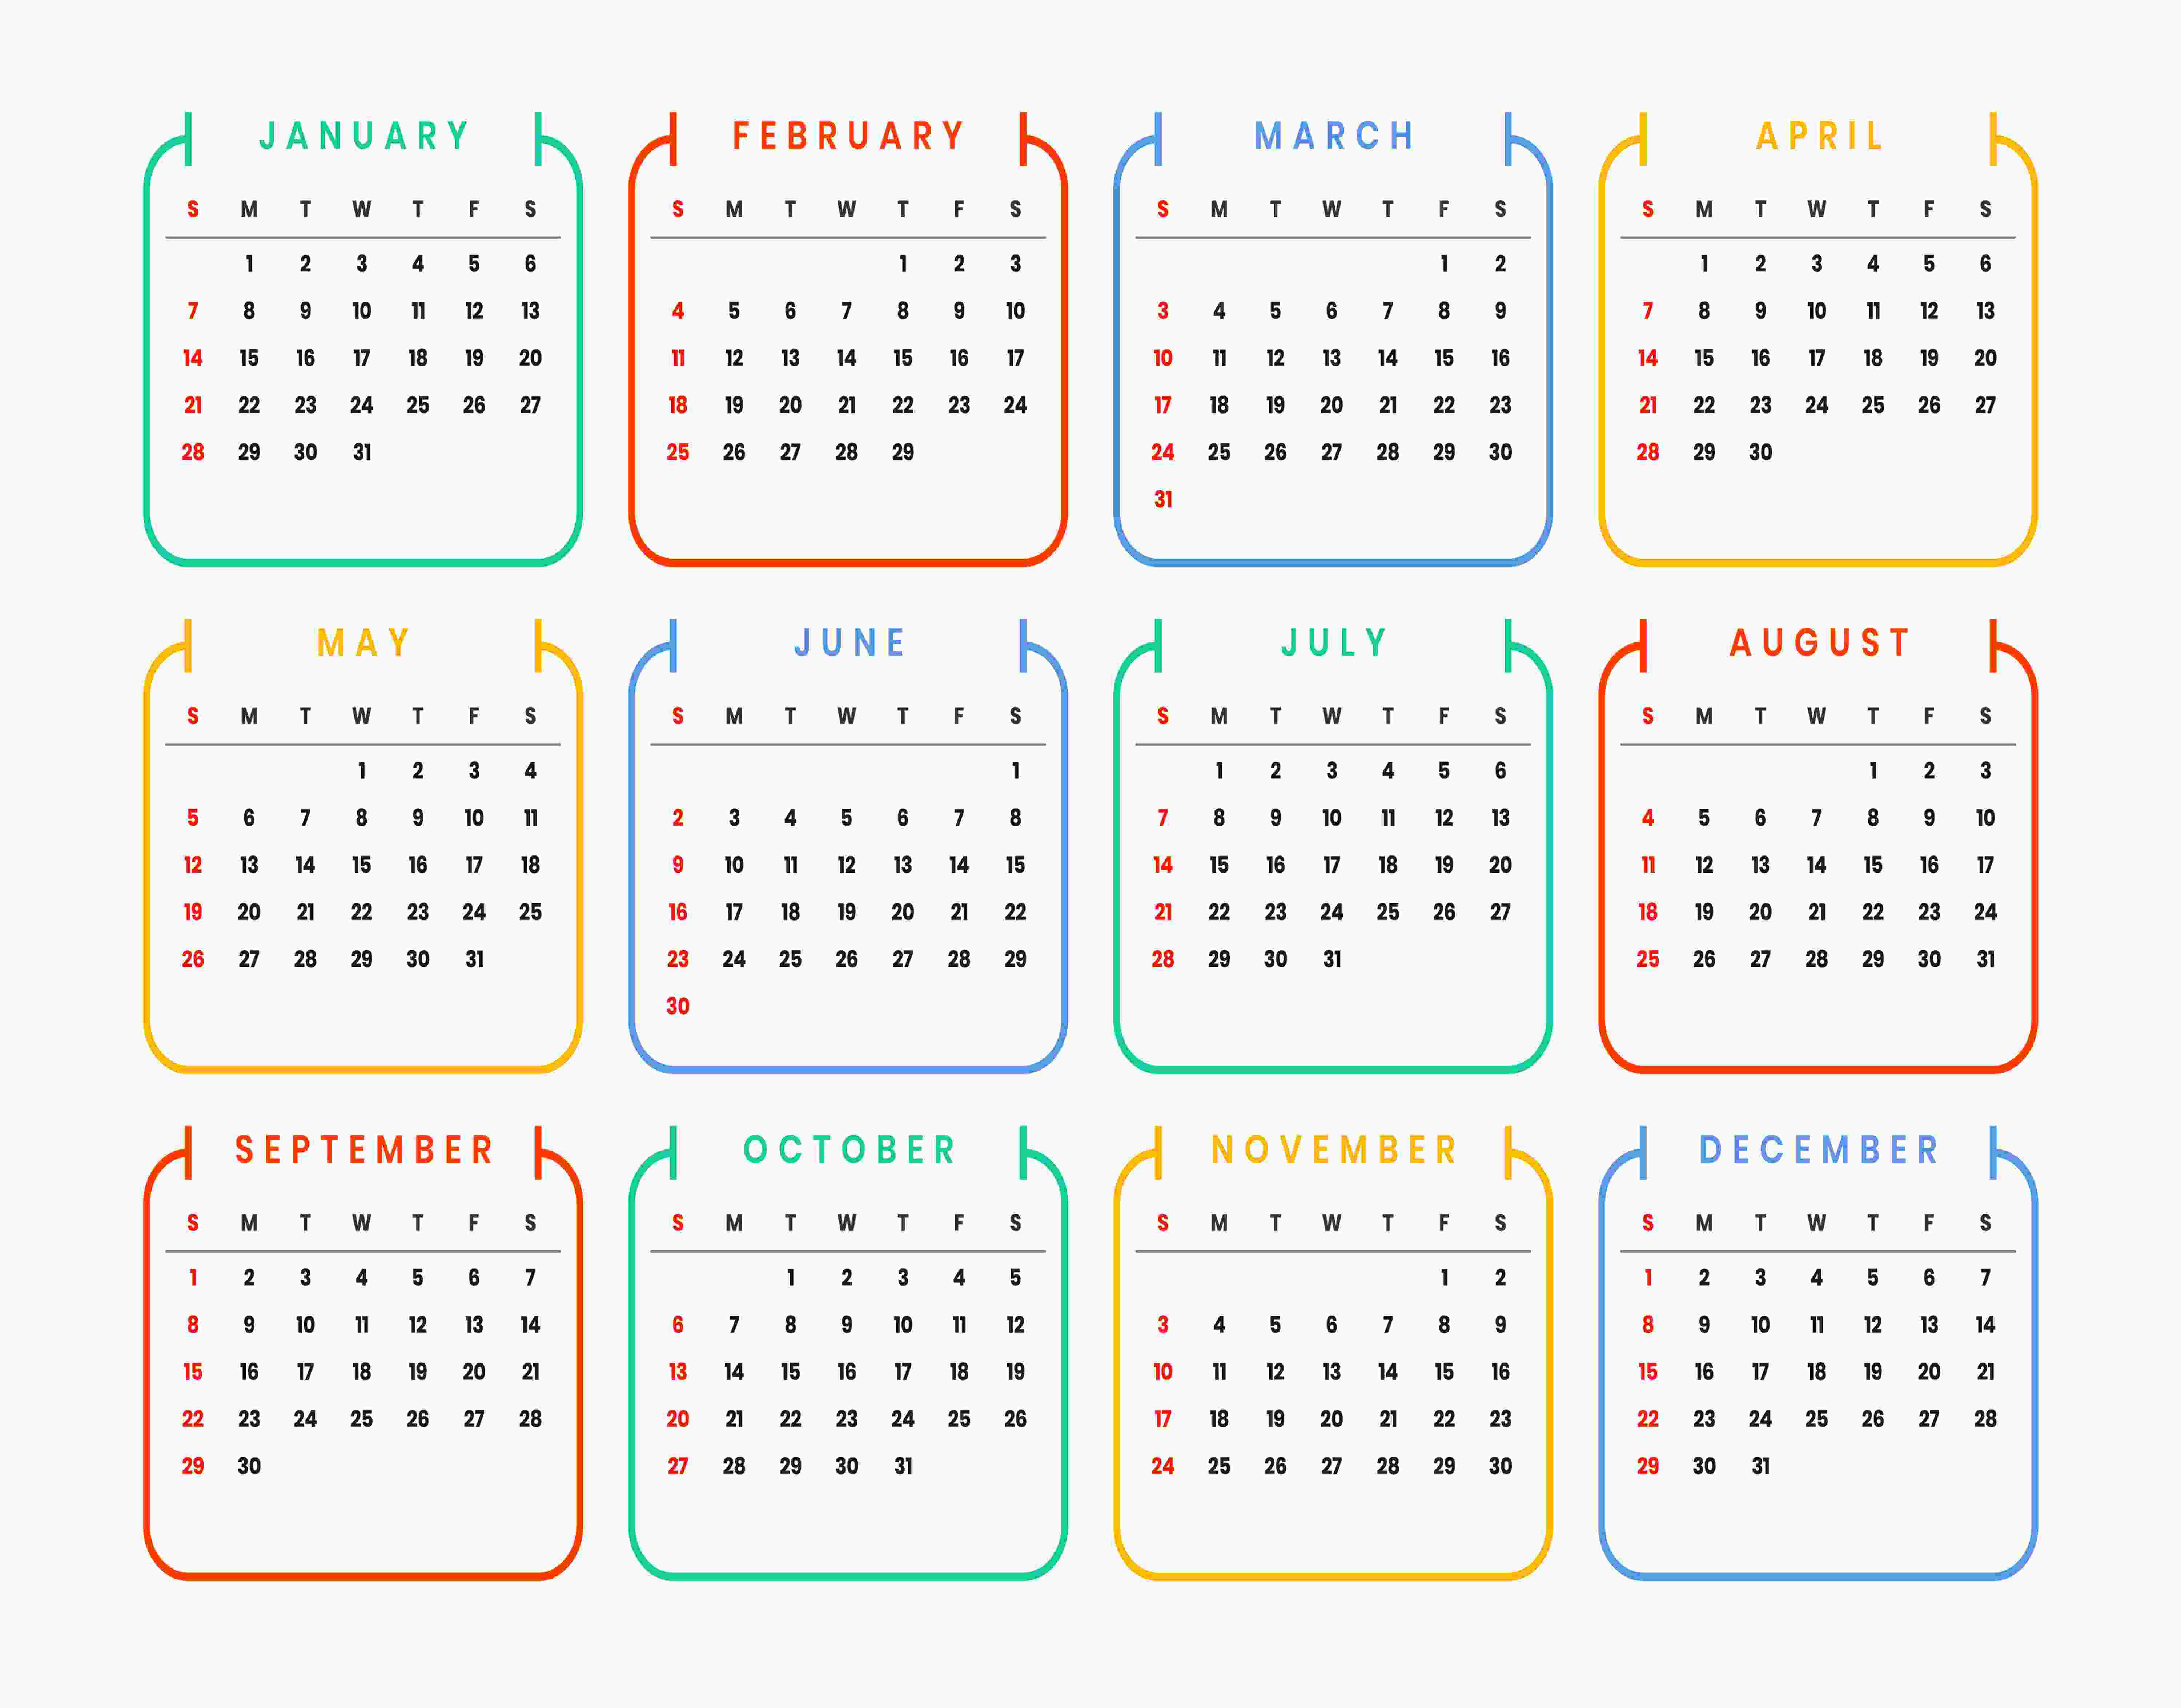 JANUARY
S M T W T F S
1 2 3 4 5 6
7 8 9 10 11 12 13
14 15 16 17 18 19 20
21 22 23 24 25 26 27
28 29 30 31
FEBRUARY
S M T W T F S
1 2 3
4 5 6 7 8 9 10
11 12 13 14 15 16 17
18 19 20 21 22 23 24
25 26 27 28 29
MARCH
S M T W T F S
1 2
3 4 5 6 7 8 9
10 11 12 13 14 15 16
17 18 19 20 21 22 23
24 25 26 27 28 29 30
31
APRIL
S M T W T F S
1 2 3 4 5 6
7 8 9 10 11 12 13
14 15 16 17 18 19 20
21 22 23 24 25 26 27
28 29 30
MAY
S M T W T F S
1 2 3 4
5 6 7 8 9 10 11
12 13 14 15 16 17 18
19 20 21 22 23 24 25
26 27 28 29 30 31
JUNE
S M T W T F S
1
2 3 4 5 6 7 8
9 10 11 12 13 14 15
16 17 18 19 20 21 22
23 24 25 26 27 28 29
30
JULY
S M T W T F S
1 2 3 4 5 6
7 8 9 10 11 12 13
14 15 16 17 18 19 20
21 22 23 24 25 26 27
28 29 30 31
AUGUST
S M T W T F S
1 2 3
4 5 6 7 8 9 10
11 12 13 14 15 16 17
18 19 20 21 22 23 24
25 26 27 28 29 30 31
SEPTEMBER
S M T W T F S
1 2 3 4 5 6 7
8 9 10 11 12 13 14
15 16 17 18 19 20 21
22 23 24 25 26 27 28
29 30
OCTOBER
S M T W T F S
1 2 3 4 5
6 7 8 9 10 11 12
13 14 15 16 17 18 19
20 21 22 23 24 25 26
27 28 29 30 31
NOVEMBER
S M T W T F S
1 2
3 4 5 6 7 8 9
10 11 12 13 14 15 16
17 18 19 20 21 22 23
24 25 26 27 28 29 30
DECEMBER
S M T W T F S
1 2 3 4 5 6 7
8 9 10 11 12 13 14
15 16 17 18 19 20 21
22 23 24 25 26 27 28
29 30 31